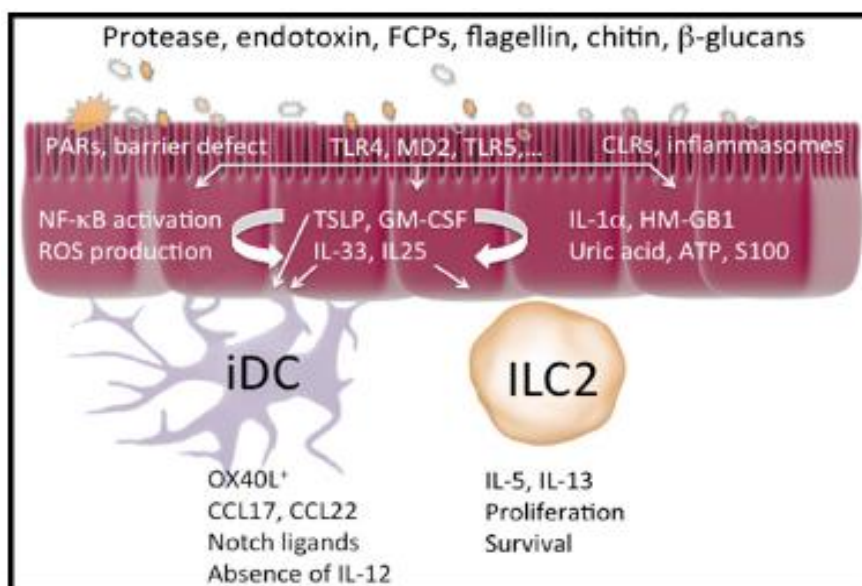 Protease, endotoxin, FCPs, flagellin, chitin, β-glucans
PARs, barrier defect
TLR4, MD2, TLR5,...
CLRs, inflammasomes
NF-κB activation
ROS production
TSLP, GM-CSF
IL-33, IL25
IL-1α, HM-GB1
Uric acid, ATP, S100
iDC
ILC2
OX40L⁺
CCL17, CCL22
Notch ligands
Absence of IL-12
IL-5, IL-13
Proliferation
Survival